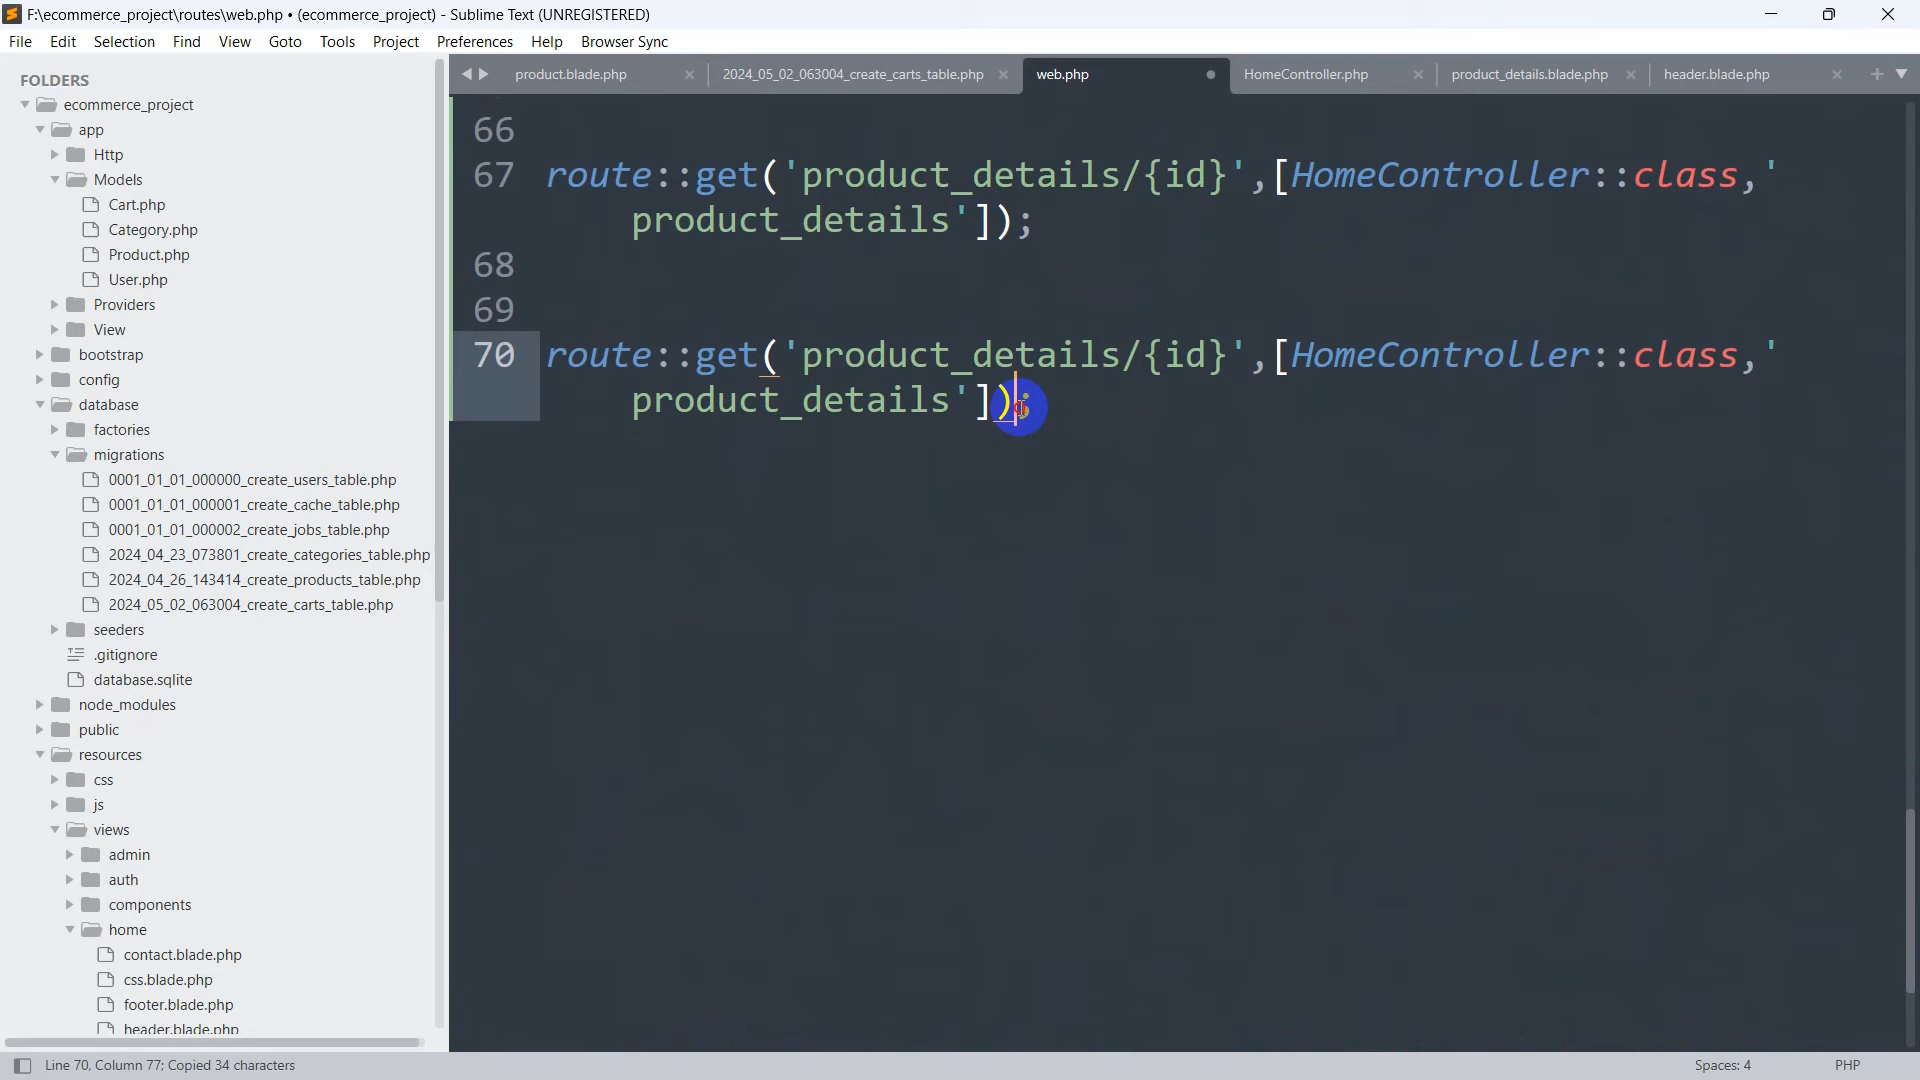 F:\ecommerce_project\routes\web.php • (ecommerce_project) - Sublime Text (UNREGISTERED)
File Edit Selection Find View Goto Tools Project Preferences Help Browser Sync
FOLDERS
ecommerce_project
app
Http
Models
Cart.php
Category.php
Product.php
User.php
Providers
View
bootstrap
config
database
factories
migrations
0001_01_01_000000_create_users_table.php
0001_01_01_000001_create_cache_table.php
0001_01_01_000002_create_jobs_table.php
2024_04_23_073801_create_categories_table.php
2024_04_26_143414_create_products_table.php
2024_05_02_063004_create_carts_table.php
seeders
.gitignore
database.sqlite
node_modules
public
resources
css
js
views
admin
auth
components
home
contact.blade.php
css.blade.php
footer.blade.php
header.blade.php
product.blade.php 2024_05_02_063004_create_carts_table.php web.php HomeController.php product_details.blade.php header.blade.php
66
67 route::get('product_details/{id}',[HomeController::class,'
product_details']);
68
69
70 route::get('product_details/{id}',[HomeController::class,'
product_details']);
Line 70, Column 77; Copied 34 characters Spaces: 4 PHP